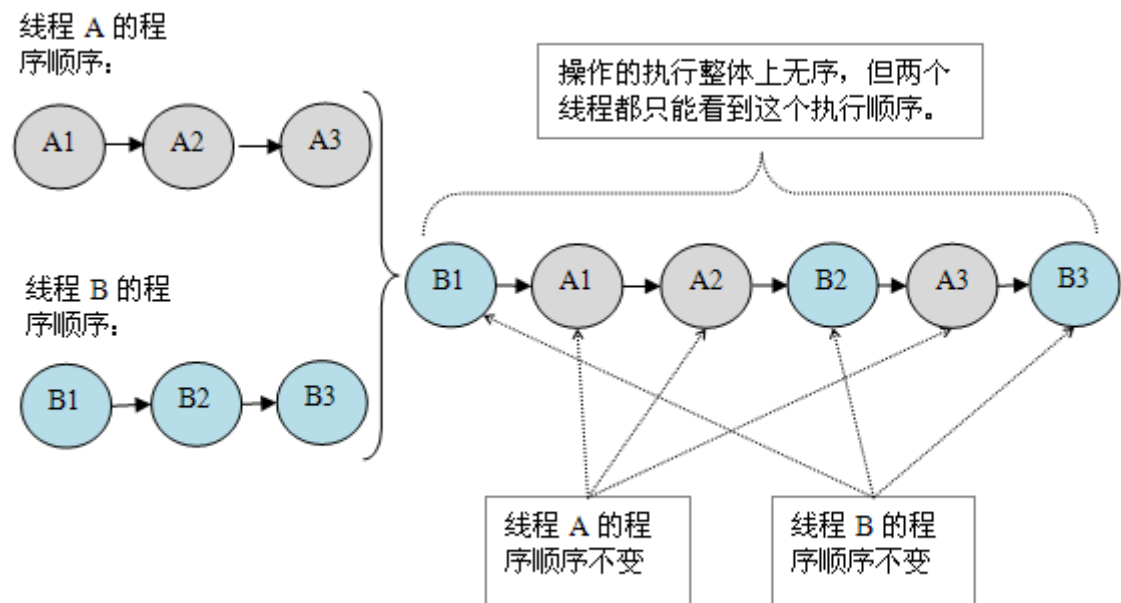 线程 A 的程
序顺序：
操作的执行整体上无序，但两个
线程都只能看到这个执行顺序。
A1
A2
A3
线程 B 的程
序顺序：
B1
A1
A2
B2
A3
B3
B1
B2
B3
线程 A 的程
序顺序不变
线程 B 的程
序顺序不变